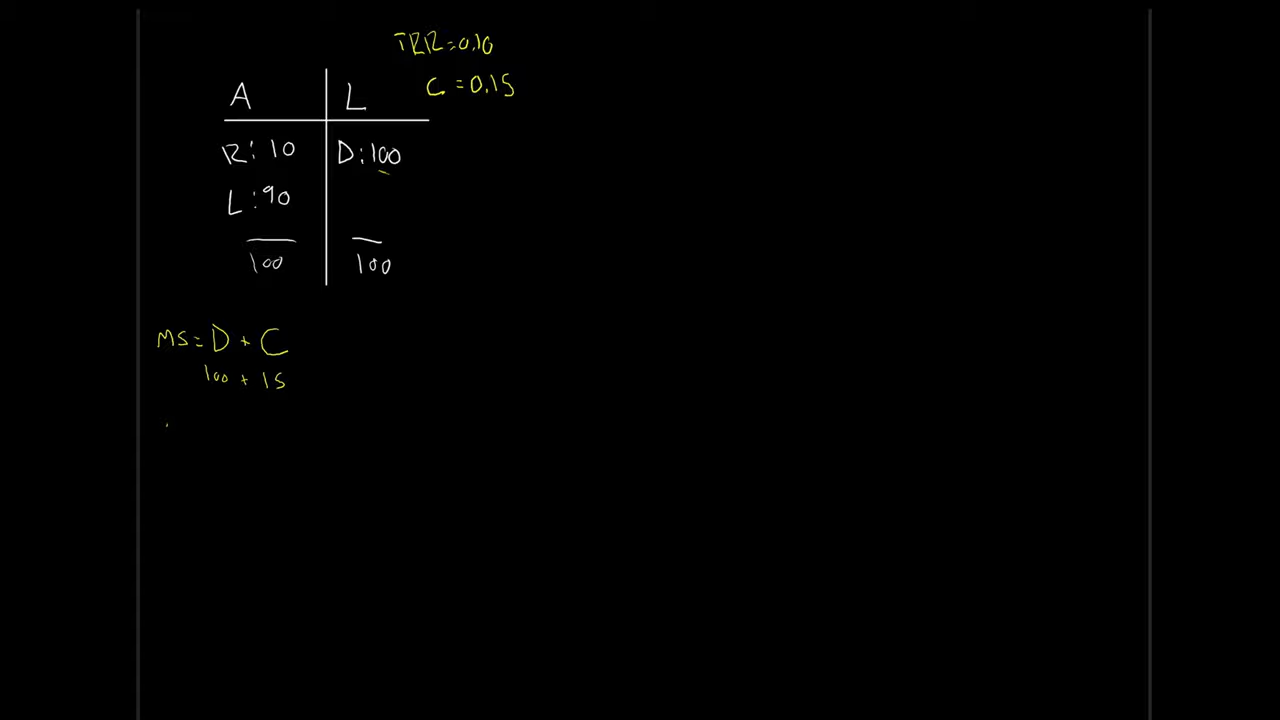 TRR=0.10
C = 0.15
A L
R: 10 D:100
L:90
100 100
MS= D + C
100 + 15